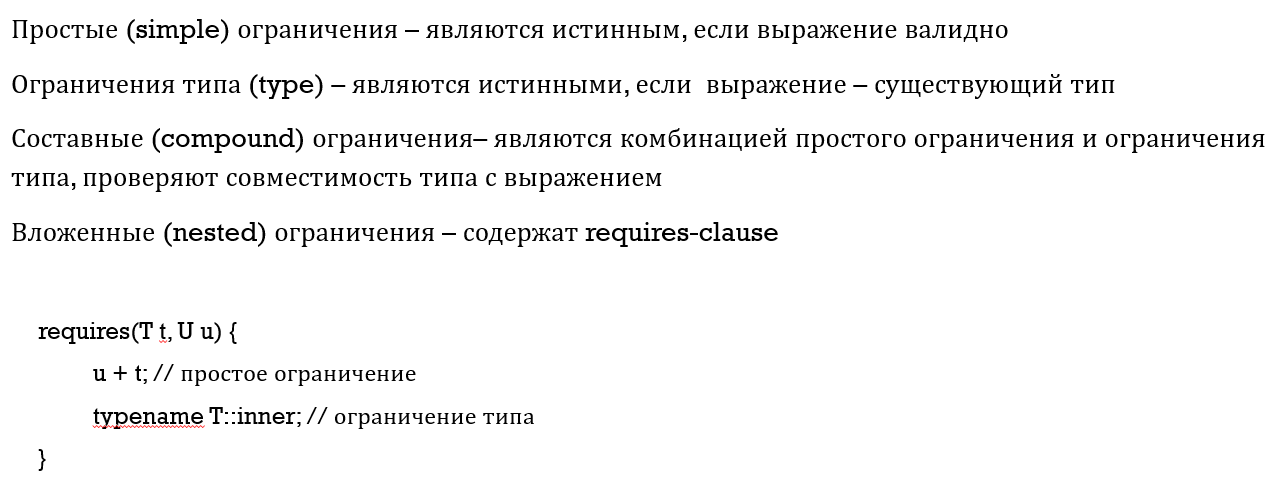 Простые (simple) ограничения – являются истинным, если выражение валидно
Ограничения типа (type) – являются истинными, если  выражение – существующий тип
Составные (compound) ограничения– являются комбинацией простого ограничения и ограничения
типа, проверяют совместимость типа с выражением
Вложенные (nested) ограничения – содержат requires-clause
requires(T t, U u) {
u + t; // простое ограничение
typename T::inner; // ограничение типа
}